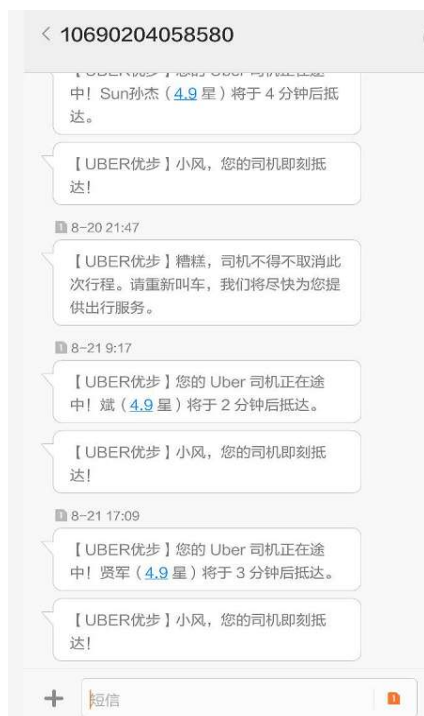 10690204058580
中！Sun孙杰（4.9 星）将于 4 分钟后抵
达。
【UBER优步】小风，您的司机即刻抵
达！
8-20 21:47
【UBER优步】糟糕，司机不得不取消此
次行程。请重新叫车，我们将尽快为您提
供出行服务。
8-21 9:17
【UBER优步】您的 Uber 司机正在途
中！斌（4.9 星）将于 2 分钟后抵达。
【UBER优步】小风，您的司机即刻抵
达！
8-21 17:09
【UBER优步】您的 Uber 司机正在途
中！贤军（4.9 星）将于 3 分钟后抵达。
【UBER优步】小风，您的司机即刻抵
达！
短信